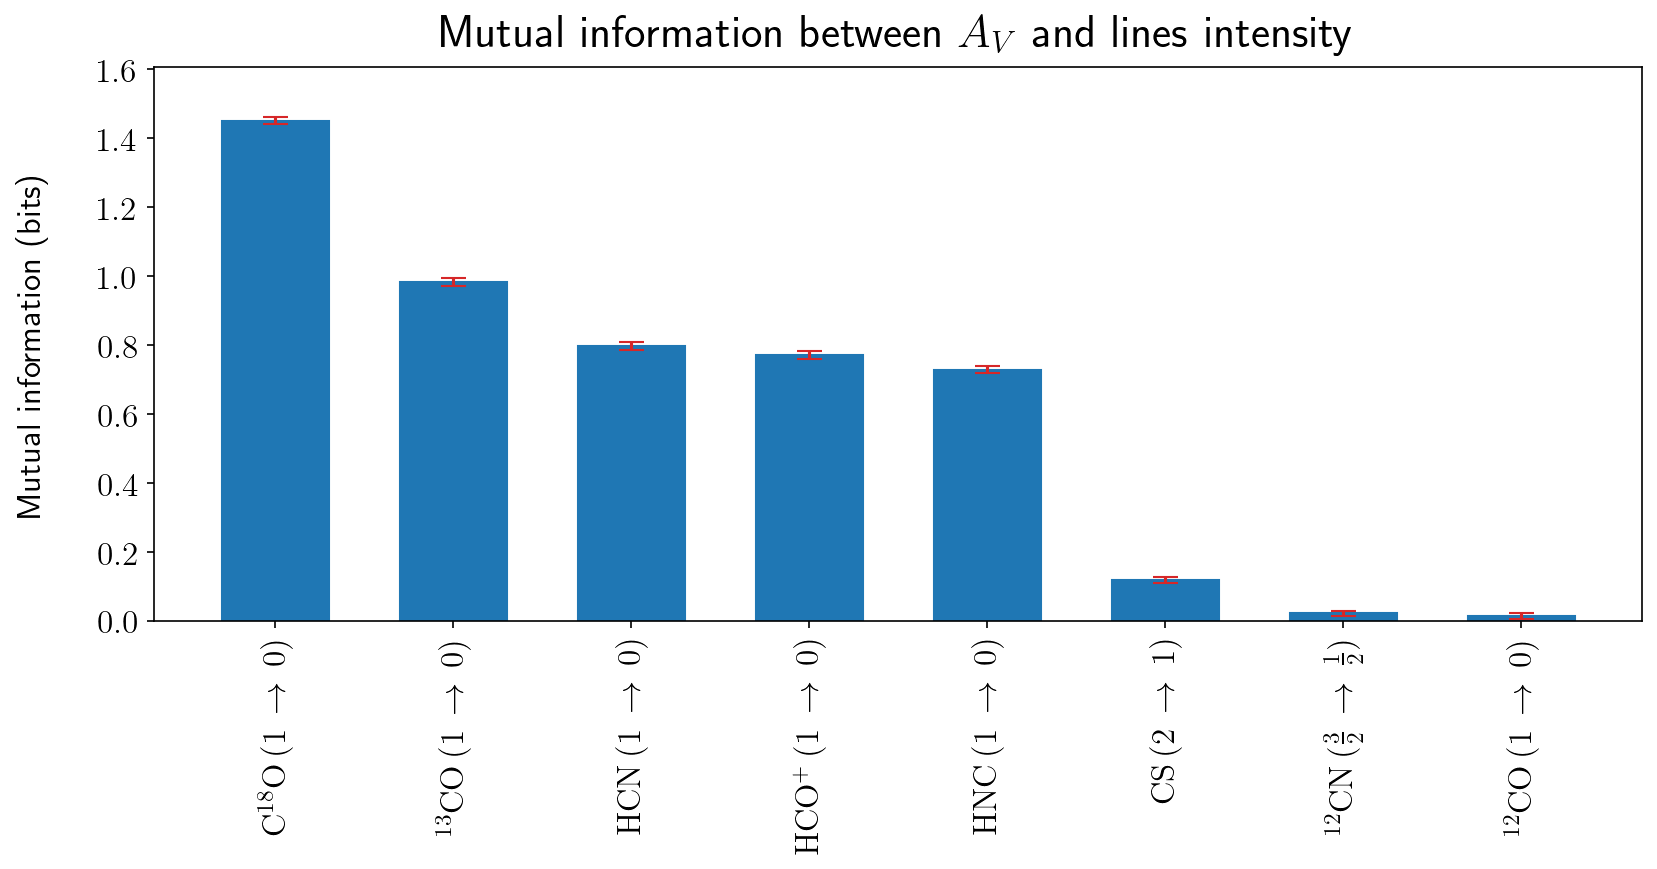 Mutual information between A_V and lines intensity
Mutual information (bits)
1.6
1.4
1.2
1.0
0.8
0.6
0.4
0.2
0.0
C¹⁸O (1 → 0)
¹³CO (1 → 0)
HCN (1 → 0)
HCO⁺ (1 → 0)
HNC (1 → 0)
CS (2 → 1)
¹²CN (3/2 → 1/2)
¹²CO (1 → 0)